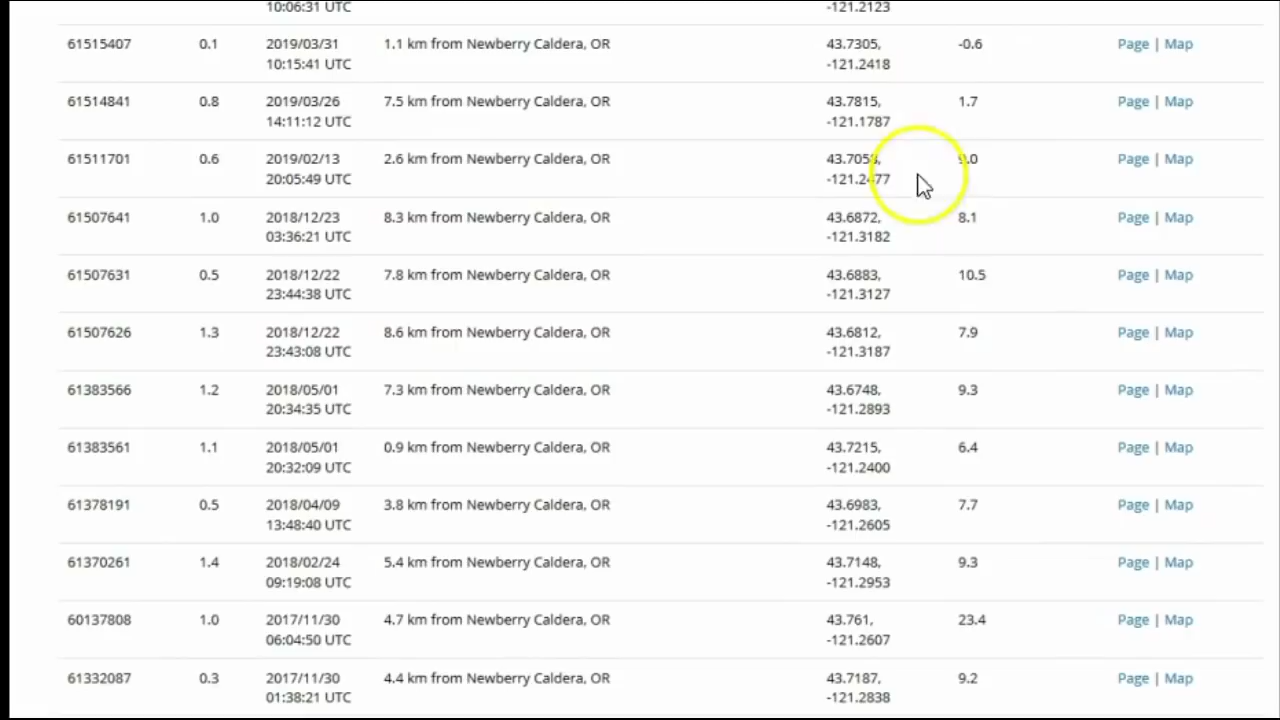 10:06:31 UTC -121.2123
61515407 0.1 2019/03/31 1.1 km from Newberry Caldera, OR 43.7305, -0.6 Page | Map
10:15:41 UTC -121.2418
61514841 0.8 2019/03/26 7.5 km from Newberry Caldera, OR 43.7815, 1.7 Page | Map
14:11:12 UTC -121.1787
61511701 0.6 2019/02/13 2.6 km from Newberry Caldera, OR 43.7058, 9.0 Page | Map
20:05:49 UTC -121.2477
61507641 1.0 2018/12/23 8.3 km from Newberry Caldera, OR 43.6872, 8.1 Page | Map
03:36:21 UTC -121.3182
61507631 0.5 2018/12/22 7.8 km from Newberry Caldera, OR 43.6883, 10.5 Page | Map
23:44:38 UTC -121.3127
61507626 1.3 2018/12/22 8.6 km from Newberry Caldera, OR 43.6812, 7.9 Page | Map
23:43:08 UTC -121.3187
61383566 1.2 2018/05/01 7.3 km from Newberry Caldera, OR 43.6748, 9.3 Page | Map
20:34:35 UTC -121.2893
61383561 1.1 2018/05/01 0.9 km from Newberry Caldera, OR 43.7215, 6.4 Page | Map
20:32:09 UTC -121.2400
61378191 0.5 2018/04/09 3.8 km from Newberry Caldera, OR 43.6983, 7.7 Page | Map
13:48:40 UTC -121.2605
61370261 1.4 2018/02/24 5.4 km from Newberry Caldera, OR 43.7148, 9.3 Page | Map
09:19:08 UTC -121.2953
60137808 1.0 2017/11/30 4.7 km from Newberry Caldera, OR 43.761, 23.4 Page | Map
06:04:50 UTC -121.2607
61332087 0.3 2017/11/30 4.4 km from Newberry Caldera, OR 43.7187, 9.2 Page | Map
01:38:21 UTC -121.2838